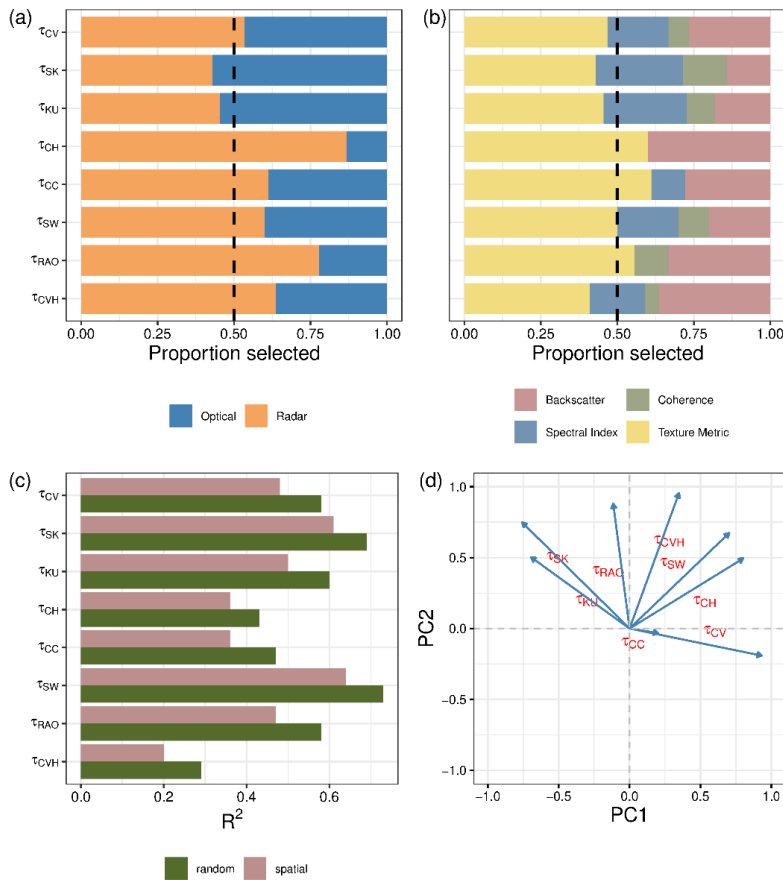 (a)
τCV
τSK
τKU
τCH
τCC
τSW
τRAO
τCVH
0.00 0.25 0.50 0.75 1.00
Proportion selected
Optical Radar
(b)
0.00 0.25 0.50 0.75 1.00
Proportion selected
Backscatter Coherence
Spectral Index Texture Metric
(c)
τCV
τSK
τKU
τCH
τCC
τSW
τRAO
τCVH
0.0 0.2 0.4 0.6
R²
random spatial
(d)
PC2
1.0
0.5
0.0
−0.5
−1.0
τCVH
τSK
τSW
τRAO
τKU
τCH
τCV
τCC
−1.0 −0.5 0.0 0.5 1.0
PC1